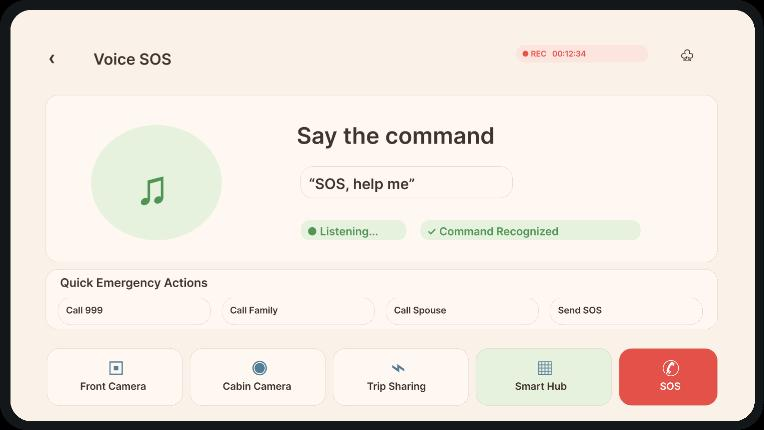 Voice SOS
REC 00:12:34
Say the command
“SOS, help me”
Listening...
✓ Command Recognized
Quick Emergency Actions
Call 999
Call Family
Call Spouse
Send SOS
Front Camera
Cabin Camera
Trip Sharing
Smart Hub
SOS